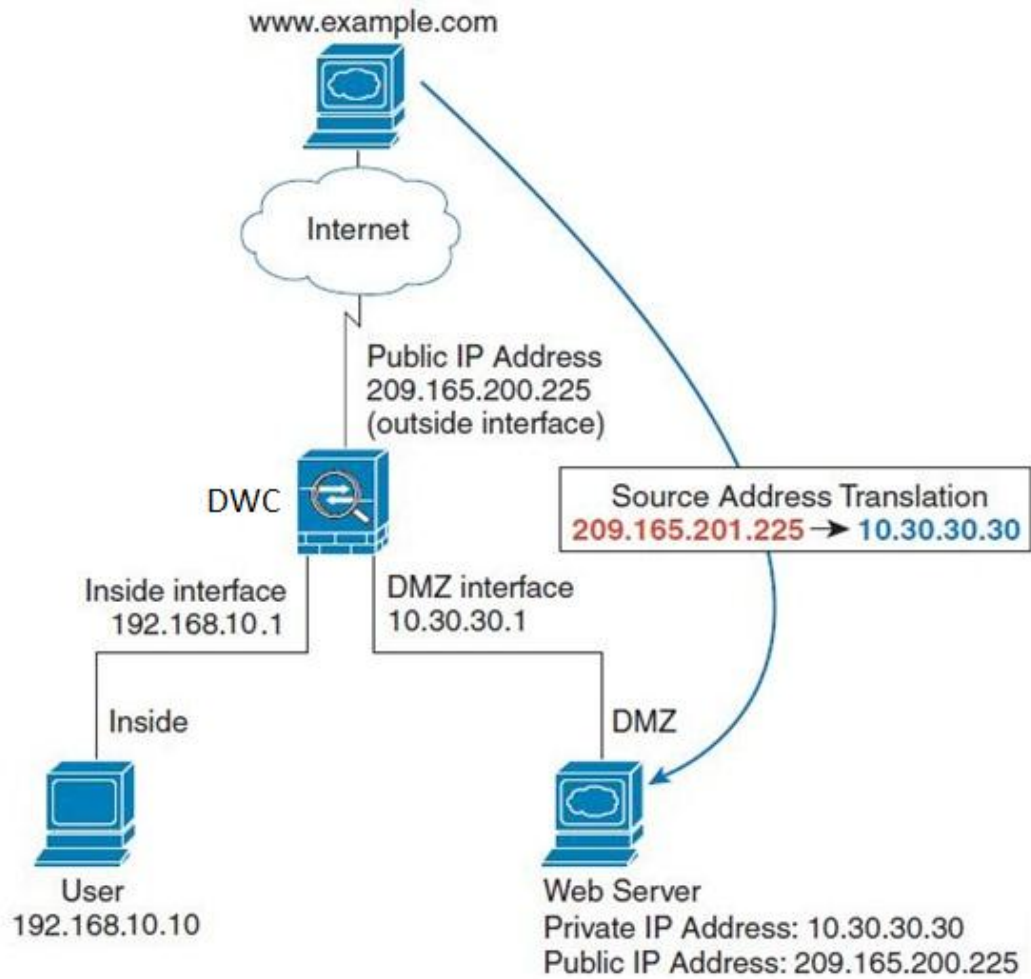 www.example.com
Internet
Public IP Address
209.165.200.225
(outside interface)
DWC
Source Address Translation
209.165.201.225 → 10.30.30.30
Inside interface
192.168.10.1
DMZ interface
10.30.30.1
Inside
DMZ
User
192.168.10.10
Web Server
Private IP Address: 10.30.30.30
Public IP Address: 209.165.200.225